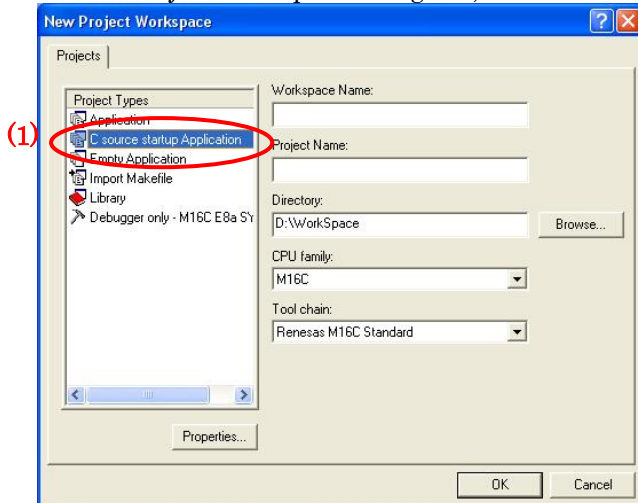 New Project Workspace
Projects
Project Types
Application
C source startup Application
Empty Application
Import Makefile
Library
Debugger only - M16C E8a SY
(1)
Workspace Name:
Project Name:
Directory:
D:\WorkSpace
Browse...
CPU family:
M16C
Tool chain:
Renesas M16C Standard
Properties...
OK
Cancel